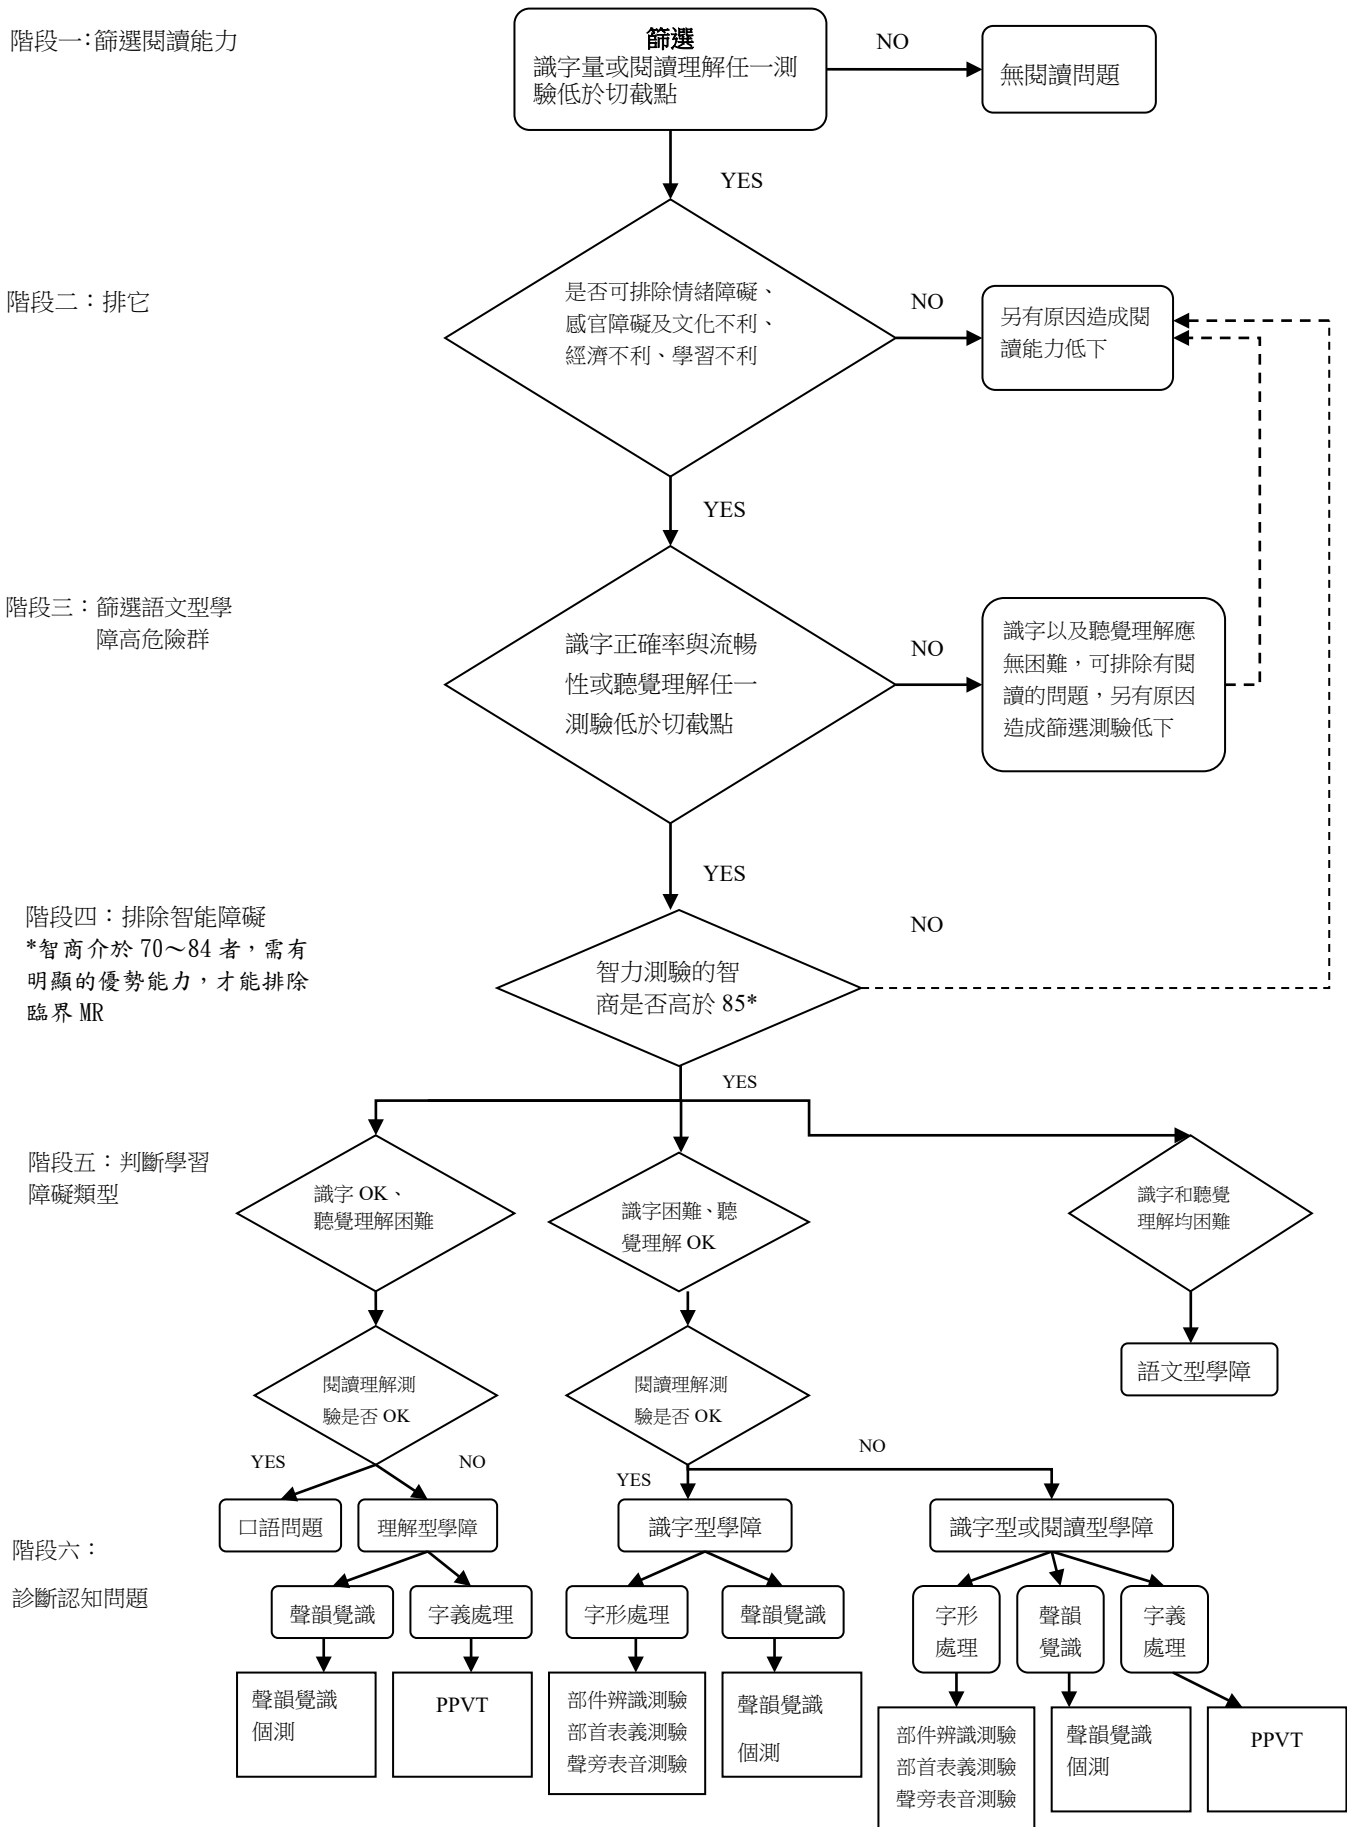 階段一:篩選閱讀能力
篩選
識字量或閱讀理解任一測
驗低於切截點
NO
無閱讀問題
YES
階段二：排它
是否可排除情緒障礙、
感官障礙及文化不利、
經濟不利、學習不利
NO
另有原因造成閱
讀能力低下
YES
階段三：篩選語文型學
障高危險群
識字正確率與流暢
性或聽覺理解任一
測驗低於切截點
NO
識字以及聽覺理解應
無困難，可排除有閱
讀的問題，另有原因
造成篩選測驗低下
YES
階段四：排除智能障礙
*智商介於 70～84 者，需有
明顯的優勢能力，才能排除
臨界 MR
智力測驗的智
商是否高於 85*
NO
YES
階段五：判斷學習
障礙類型
識字 OK、
聽覺理解困難
識字困難、聽
覺理解 OK
識字和聽覺
理解均困難
閱讀理解測
驗是否 OK
閱讀理解測
驗是否 OK
語文型學障
YES
NO
YES
NO
口語問題
理解型學障
識字型學障
識字型或閱讀型學障
階段六：
診斷認知問題
聲韻覺識
字義處理
字形處理
聲韻覺識
字形
處理
聲韻
覺識
字義
處理
聲韻覺識
個測
PPVT
部件辨識測驗
部首表義測驗
聲旁表音測驗
聲韻覺識
個測
部件辨識測驗
部首表義測驗
聲旁表音測驗
聲韻覺識
個測
PPVT